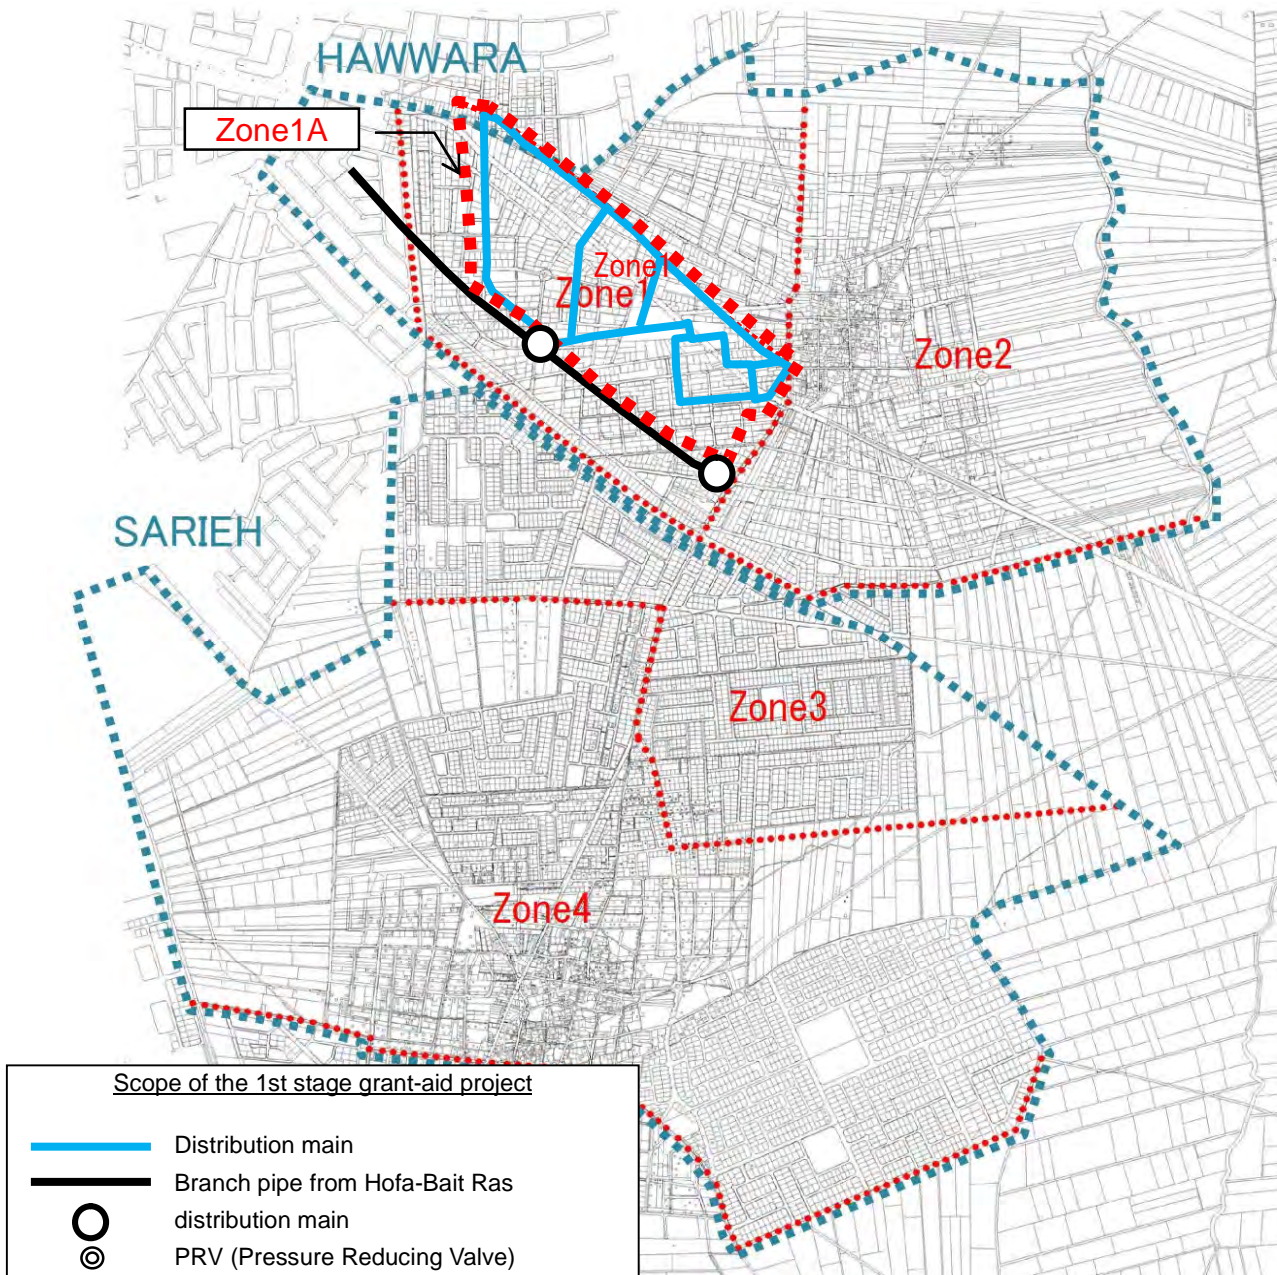 HAWWARA
Zone1A
Zone1
Zone1
Zone2
SARIEH
Zone3
Zone4
Scope of the 1st stage grant-aid project
Distribution main
Branch pipe from Hofa-Bait Ras
distribution main
PRV (Pressure Reducing Valve)